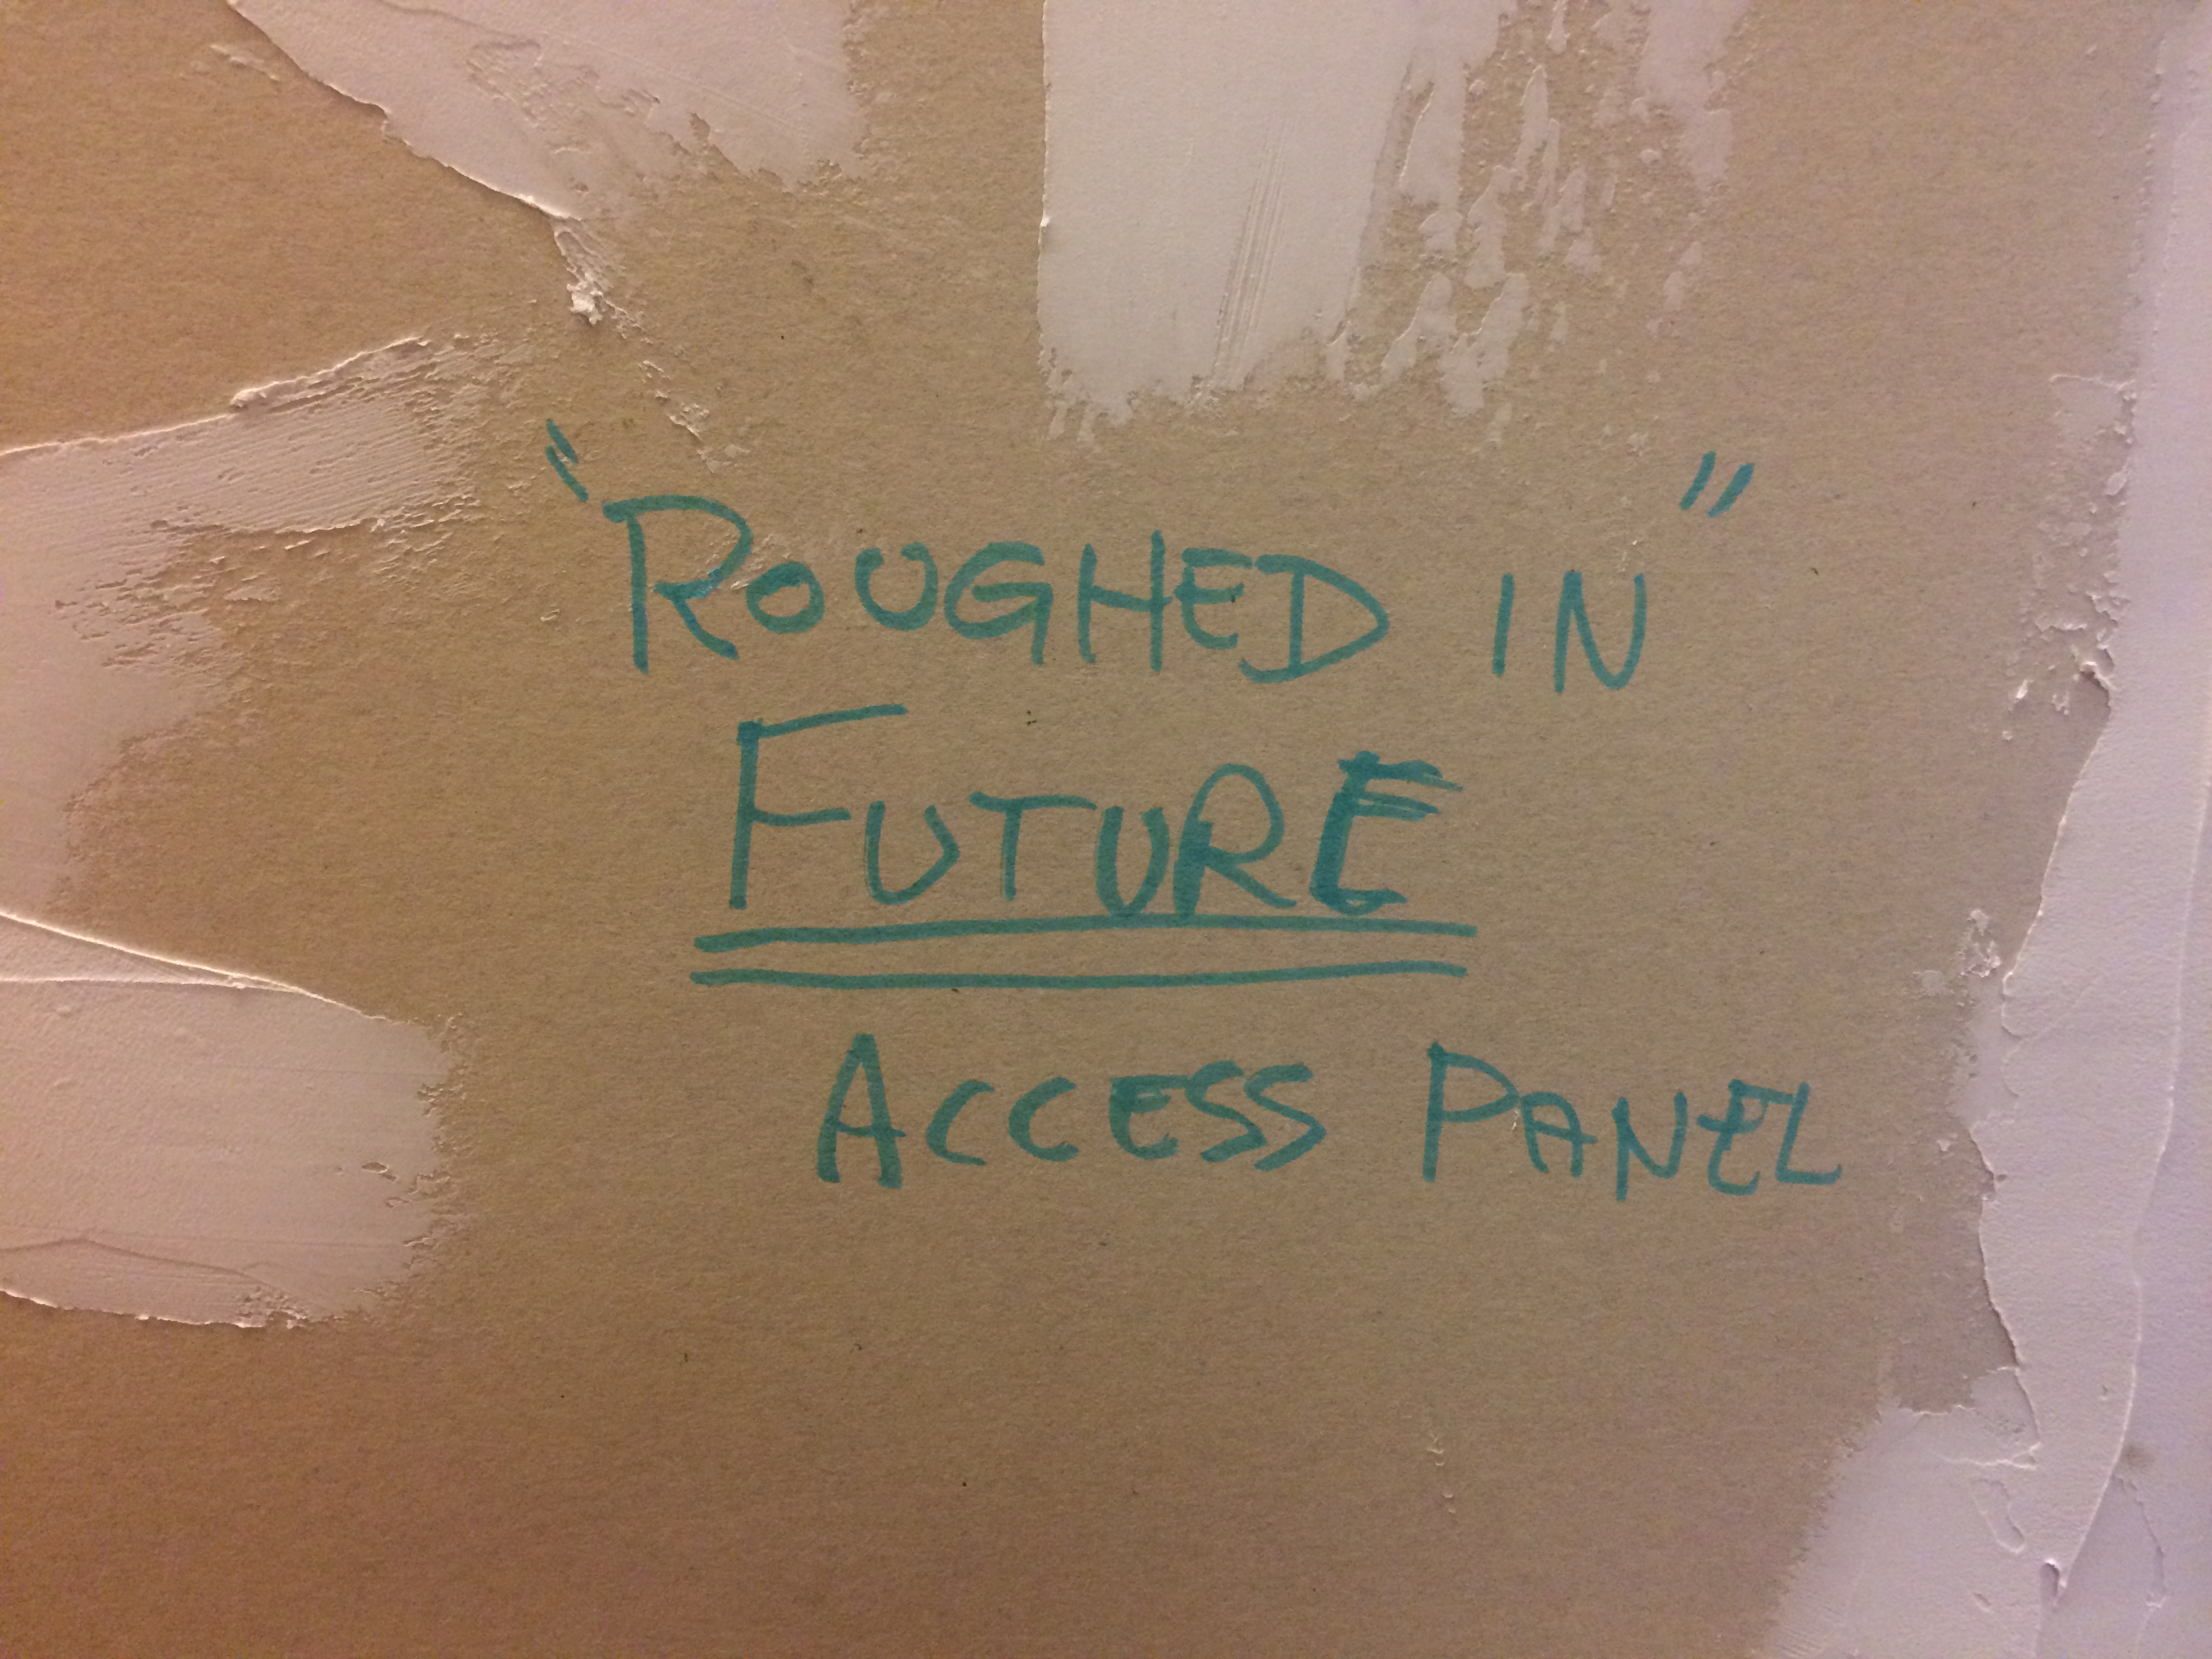 "ROUGHED IN"
FUTURE
ACCESS PANEL